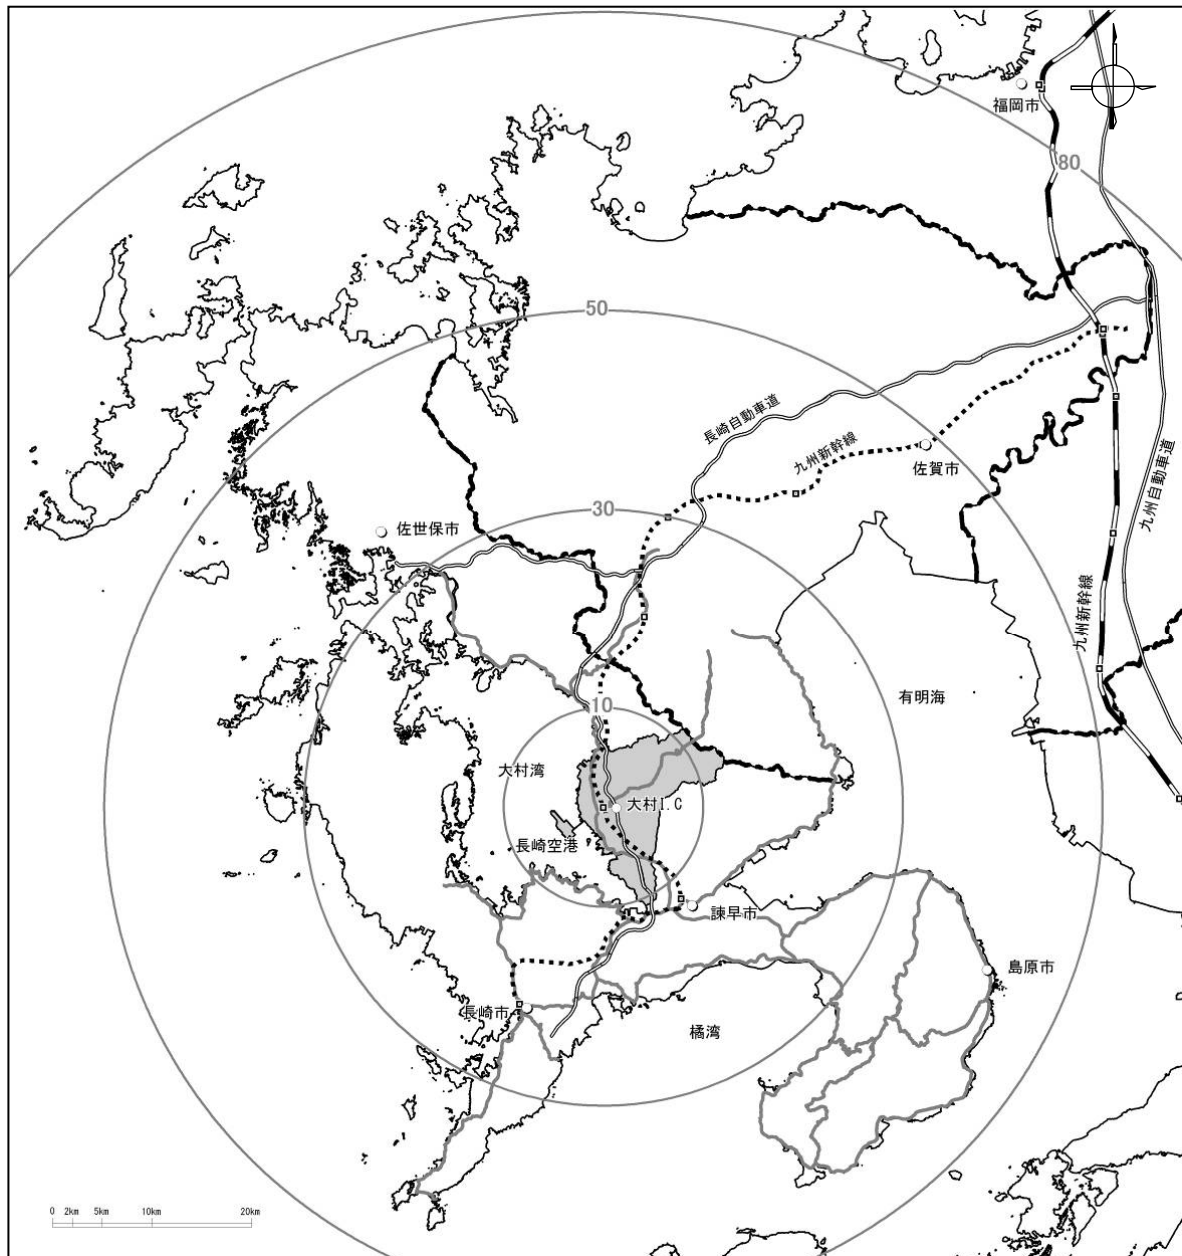 福岡市
80
50
長崎自動車道
九州新幹線
佐賀市
九州自動車道
30
佐世保市
九州新幹線
有明海
10
大村湾
大村I.C
長崎空港
諫早市
島原市
長崎市
橘湾
0 2km 5km 10km 20km